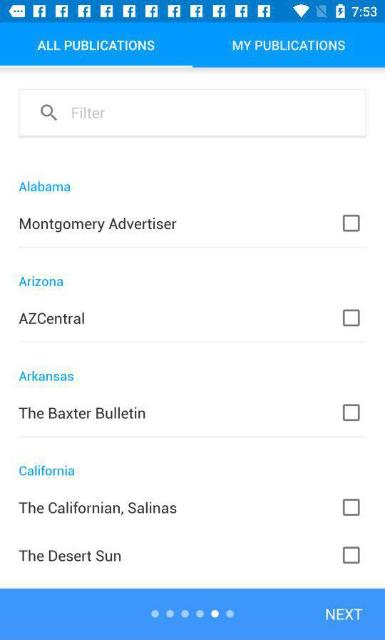 7:53
ALL PUBLICATIONS
MY PUBLICATIONS
Filter
Alabama
Montgomery Advertiser
Arizona
AZCentral
Arkansas
The Baxter Bulletin
California
The Californian, Salinas
The Desert Sun
NEXT